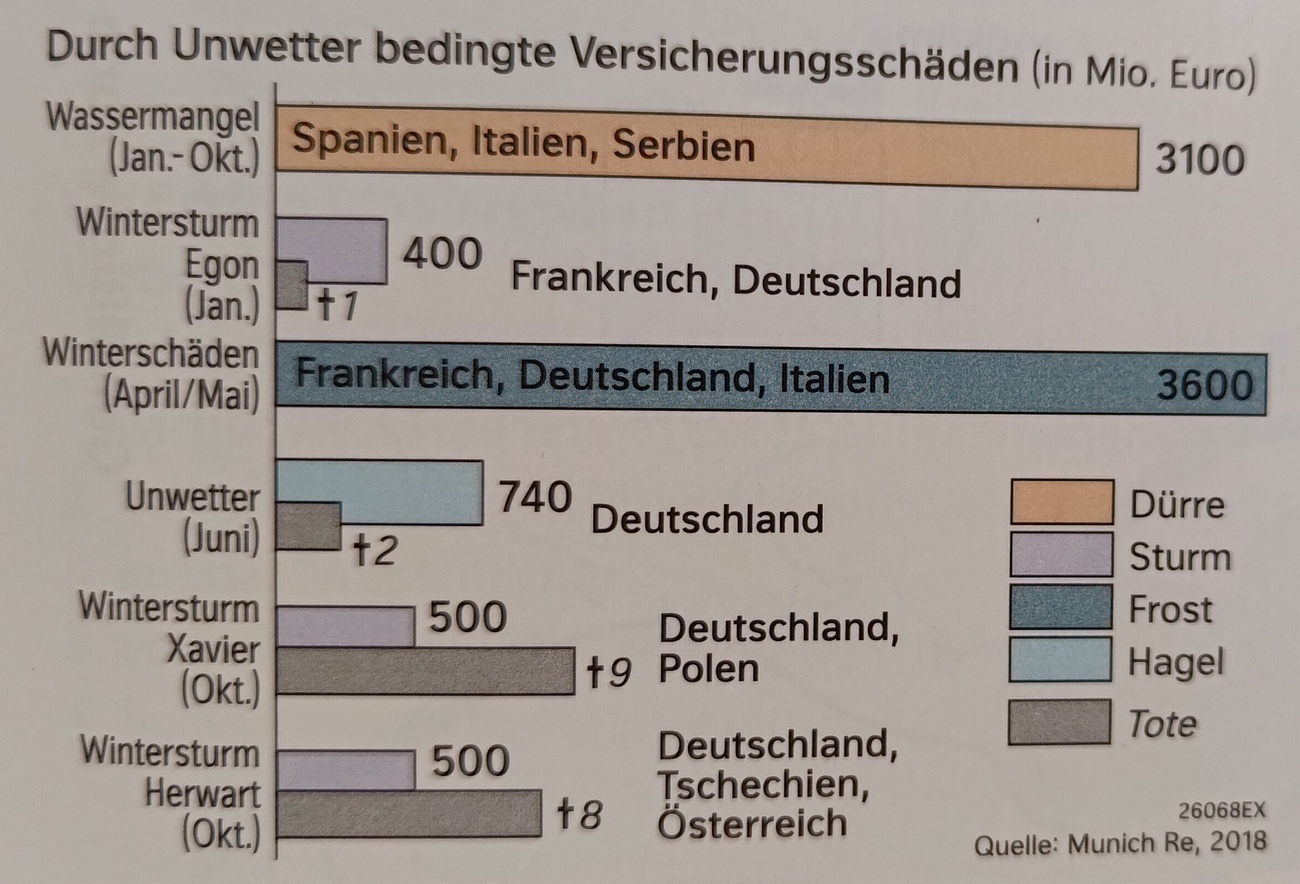 Durch Unwetter bedingte Versicherungsschäden (in Mio. Euro)
Wassermangel
(Jan.-Okt.)
Spanien, Italien, Serbien
3100
Wintersturm
Egon
(Jan.)
400
†1
Frankreich, Deutschland
Winterschäden
(April/Mai)
Frankreich, Deutschland, Italien
3600
Unwetter
(Juni)
740
†2
Deutschland
Wintersturm
Xavier
(Okt.)
500
†9
Deutschland,
Polen
Wintersturm
Herwart
(Okt.)
500
†8
Deutschland,
Tschechien,
Österreich
Dürre
Sturm
Frost
Hagel
Tote
26068EX
Quelle: Munich Re, 2018